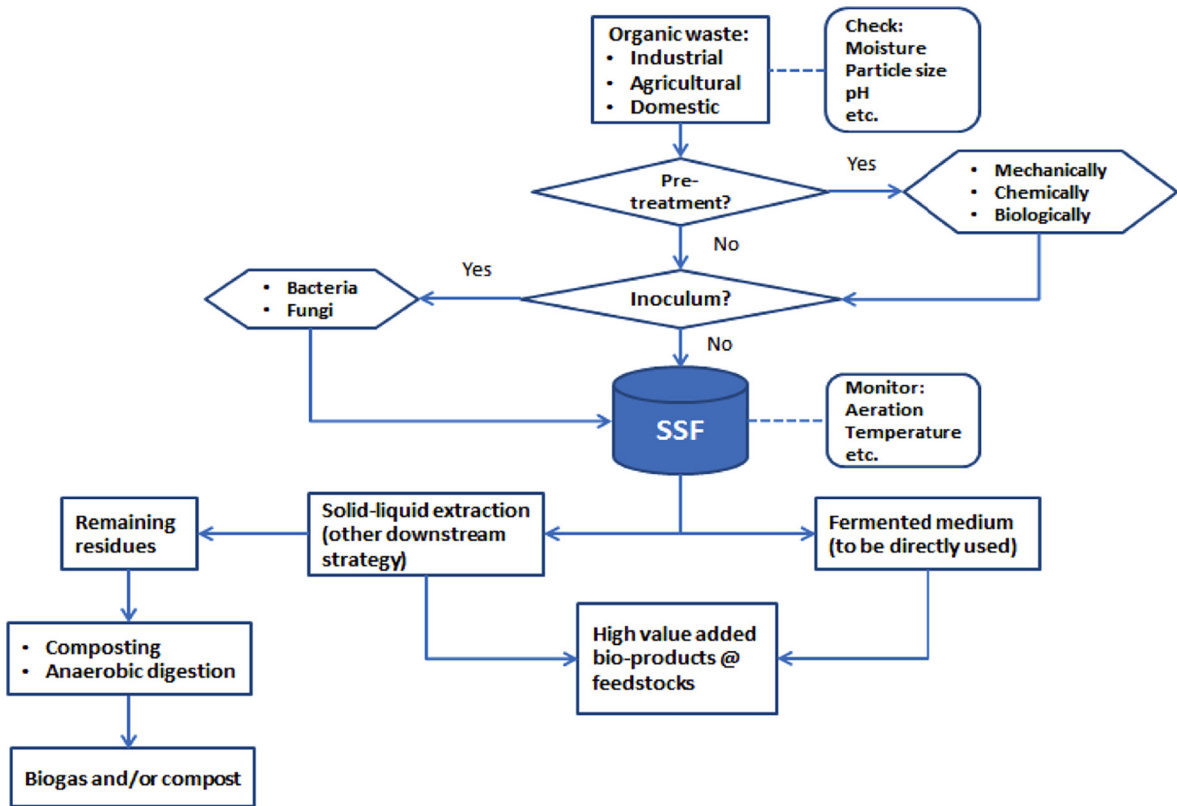 Organic waste:
• Industrial
• Agricultural
• Domestic
Check:
Moisture
Particle size
pH
etc.
Pre-
treatment?
Yes
• Mechanically
• Chemically
• Biologically
No
Inoculum?
Yes
• Bacteria
• Fungi
No
SSF
Monitor:
Aeration
Temperature
etc.
Remaining
residues
Solid-liquid extraction
(other downstream
strategy)
Fermented medium
(to be directly used)
• Composting
• Anaerobic digestion
High value added
bio-products @
feedstocks
Biogas and/or compost